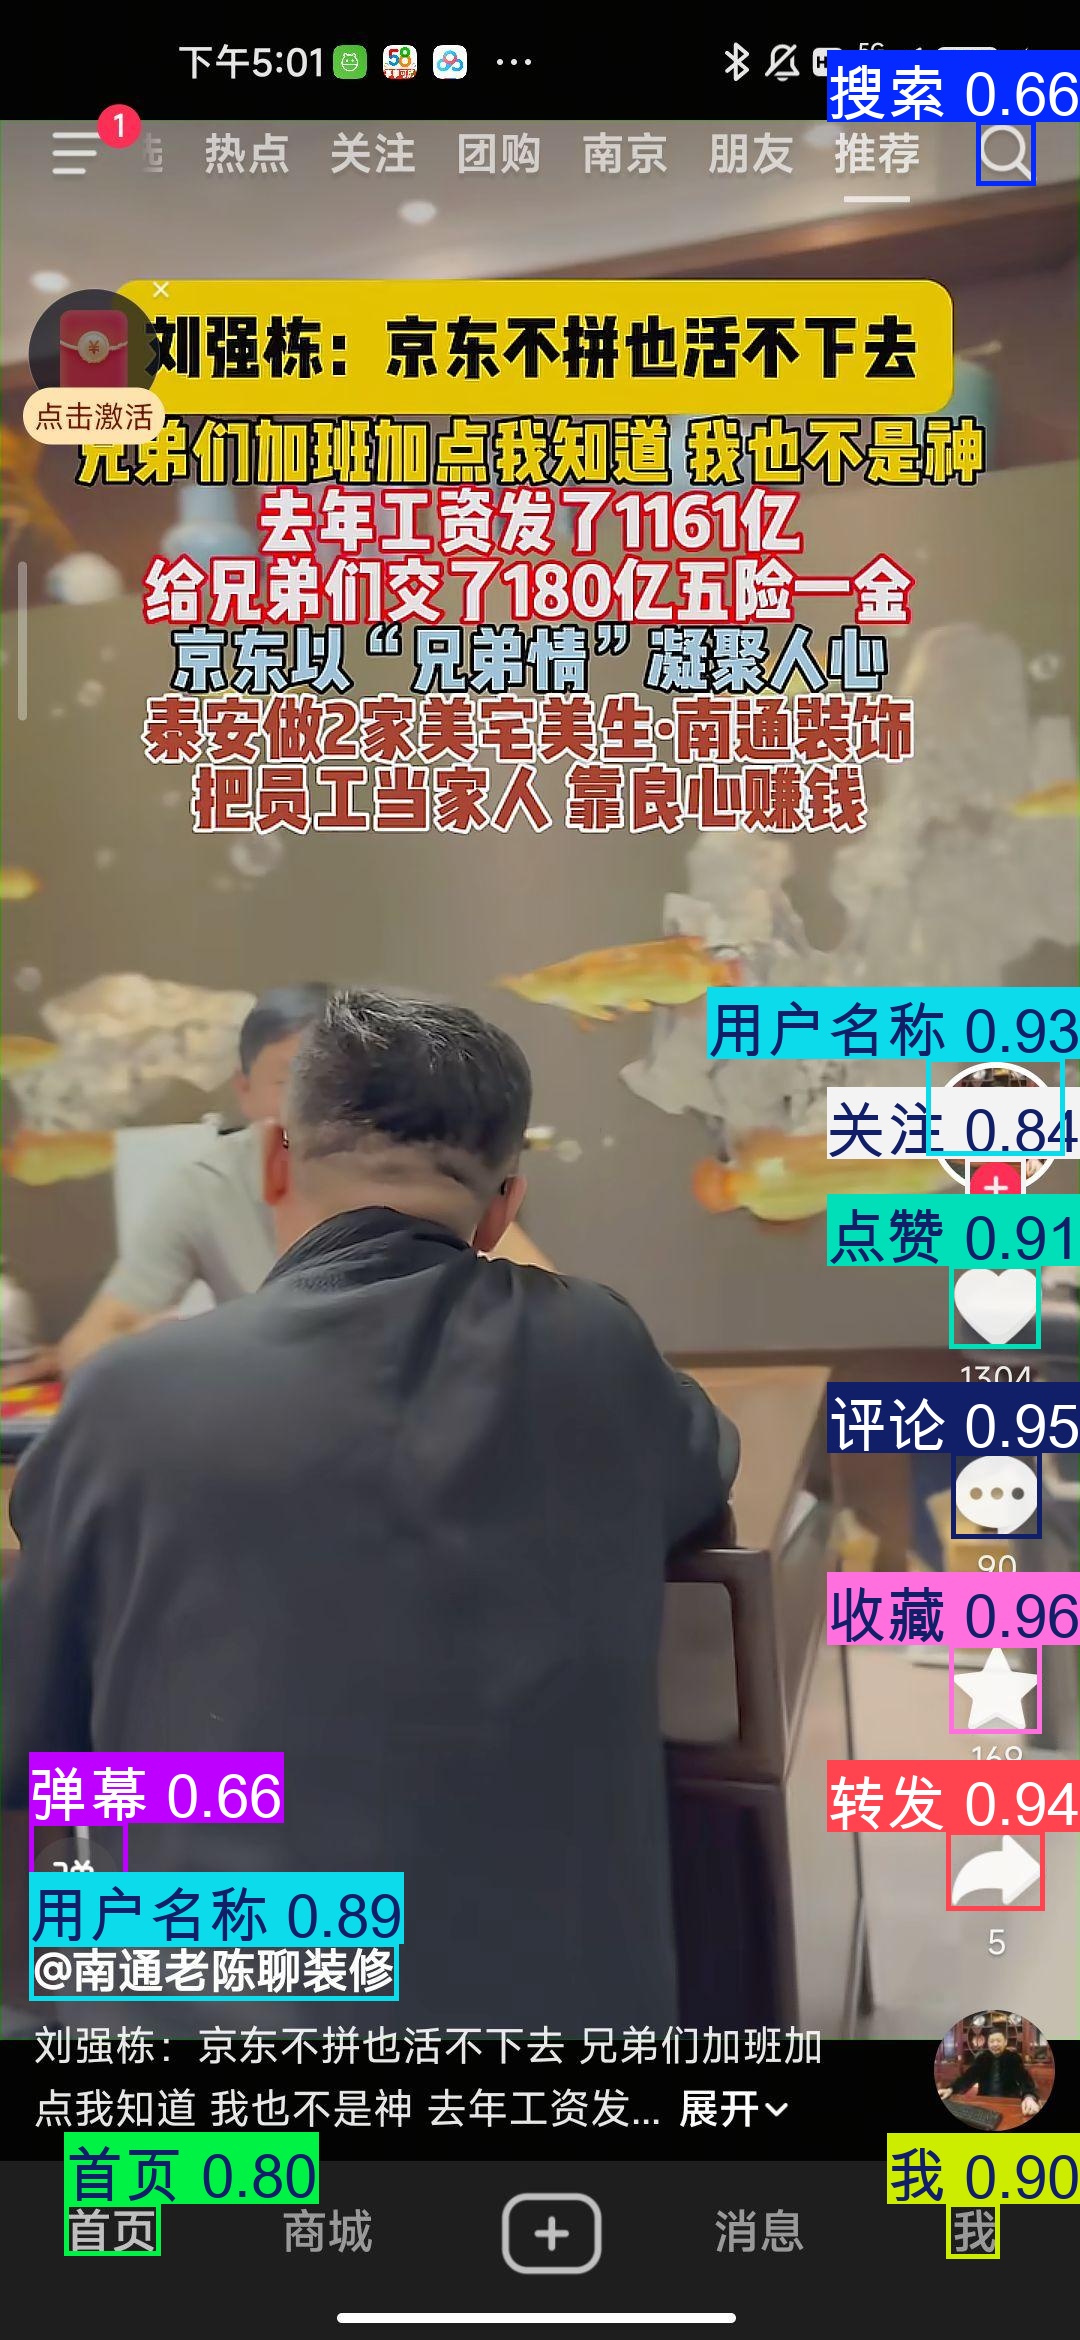 下午5:01
58
搜索 0.66
1
热点 关注 团购 南京 朋友 推荐
刘强栋：京东不拼也活不下去
点击激活
兄弟们加班加点我知道 我也不是神
去年工资发了1161亿
给兄弟们交了180亿五险一金
京东以“兄弟情”凝聚人心
泰安做2家美宅美生·南通装饰
把员工当家人 靠良心赚钱
用户名称 0.93
关注 0.84
点赞 0.91
1304
评论 0.95
90
收藏 0.96
169
弹幕 0.66
转发 0.94
用户名称 0.89
5
@南通老陈聊装修
刘强栋：京东不拼也活不下去 兄弟们加班加
点我知道 我也不是神 去年工资发... 展开
首页 0.80
我 0.90
首页 商城 消息 我